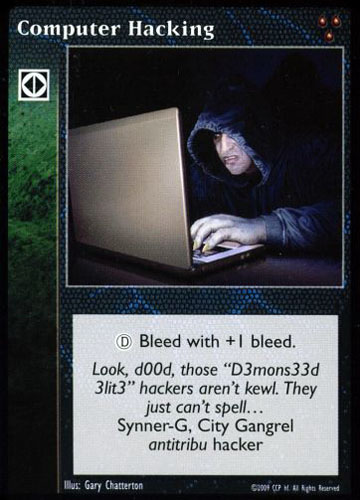 Computer Hacking
Ⓓ Bleed with +1 bleed.
Look, d00d, those “D3mons33d
3lit3” hackers aren’t kewl. They
just can’t spell…
Synner-G, City Gangrel
antitribu hacker
Illus: Gary Chatterton
©2009 CCP hf. All Rights Reserved